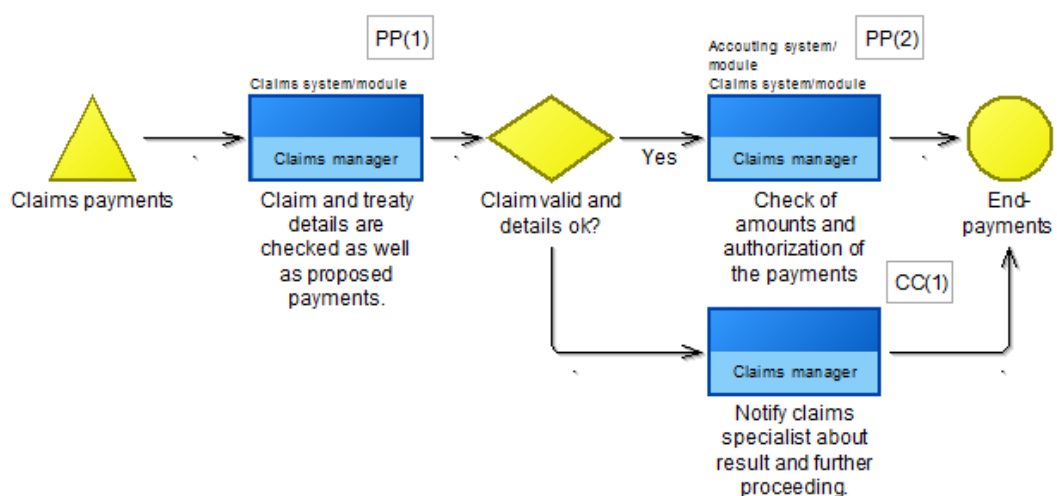 PP(1)
PP(2)
Claims system/module
Accouting system/
module
Claims system/module
Claims manager
Claims manager
Yes
Claims payments
Claim and treaty
details are
checked as well
as proposed
payments.
Claim valid and
details ok?
Check of
amounts and
authorization of
the payments
End-
payments
CC(1)
Claims manager
Notify claims
specialist about
result and further
proceeding.